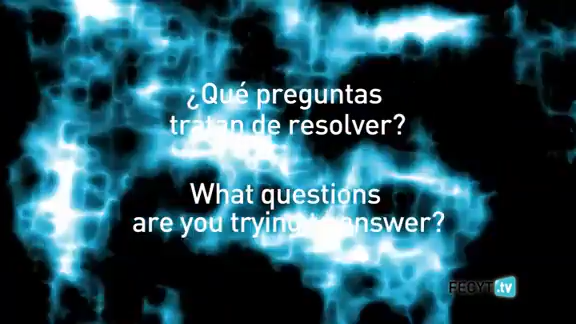 ¿Qué preguntas
tratan de resolver?
What questions
are you trying to answer?
FECYT.tv